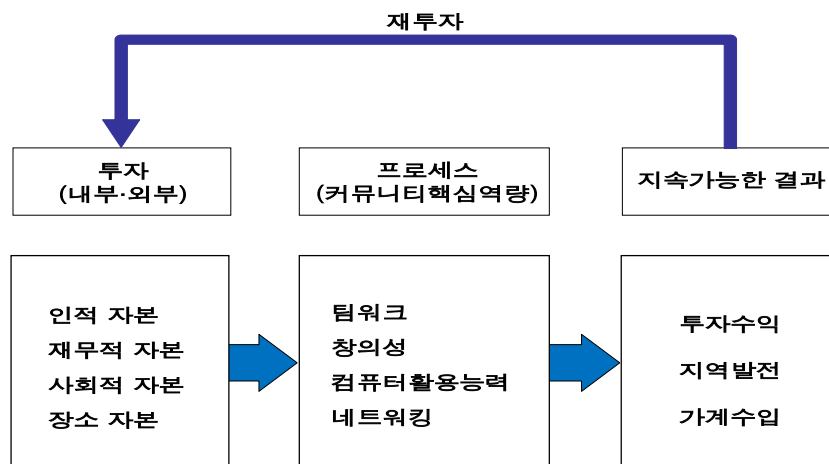 재투자
투자
(내부·외부)
프로세스
(커뮤니티핵심역량)
지속가능한 결과
인적 자본
재무적 자본
사회적 자본
장소 자본
팀워크
창의성
컴퓨터활용능력
네트워킹
투자수익
지역발전
가계수입